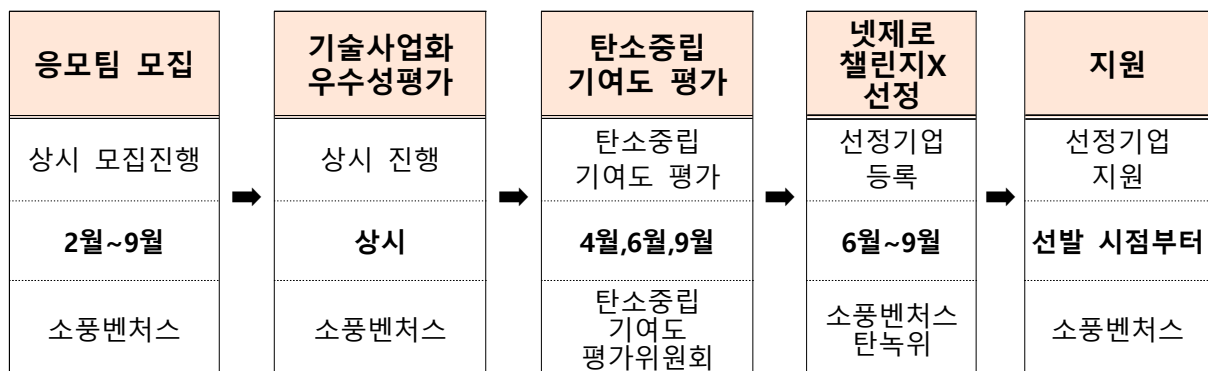 응모팀 모집
상시 모집진행
2월~9월
소풍벤처스
기술사업화
우수성평가
상시 진행
상시
소풍벤처스
탄소중립
기여도 평가
탄소중립
기여도 평가
4월,6월,9월
탄소중립
기여도
평가위원회
넷제로
챌린지X
선정
선정기업
등록
6월~9월
소풍벤처스
탄녹위
지원
선정기업
지원
선발 시점부터
소풍벤처스